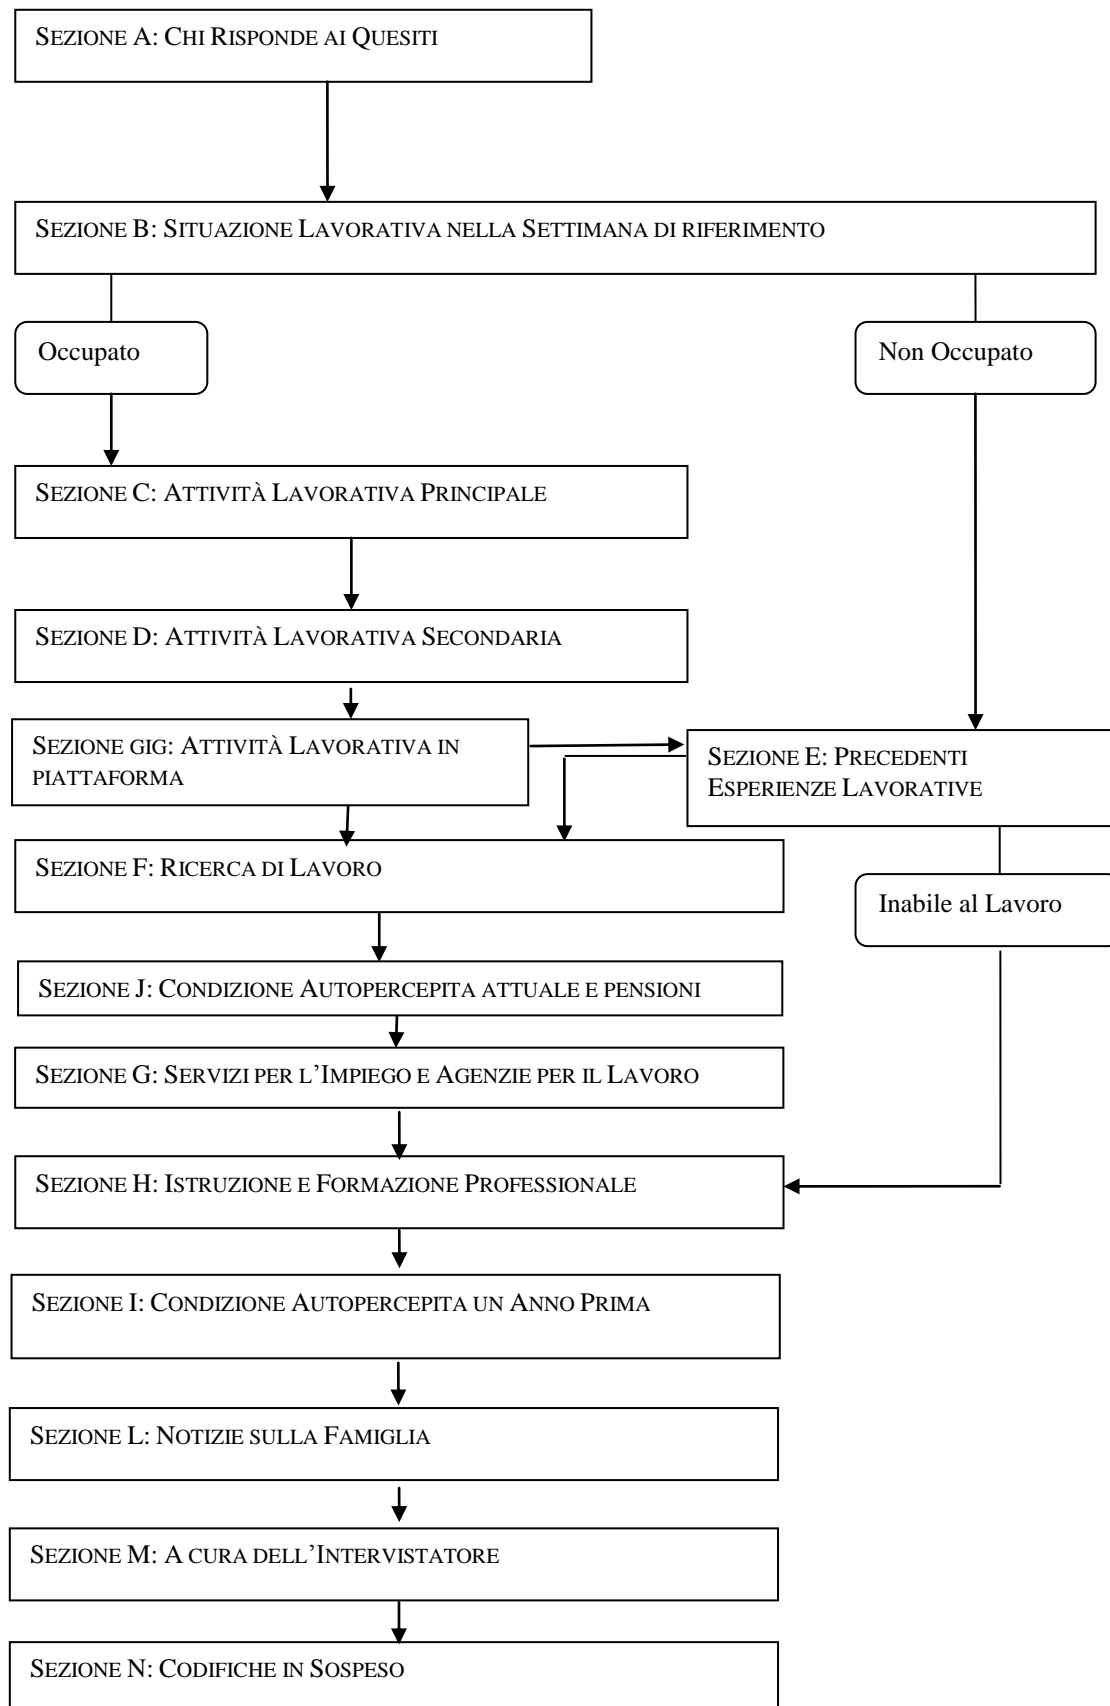 SEZIONE A: CHI RISPONDE AI QUESITI
SEZIONE B: SITUAZIONE LAVORATIVA NELLA SETTIMANA DI RIFERIMENTO
Occupato
Non Occupato
SEZIONE C: ATTIVITÀ LAVORATIVA PRINCIPALE
SEZIONE D: ATTIVITÀ LAVORATIVA SECONDARIA
SEZIONE GIG: ATTIVITÀ LAVORATIVA IN
PIATTAFORMA
SEZIONE E: PRECEDENTI
ESPERIENZE LAVORATIVE
SEZIONE F: RICERCA DI LAVORO
Inabile al Lavoro
SEZIONE J: CONDIZIONE AUTOPERCEPITA ATTUALE E PENSIONI
SEZIONE G: SERVIZI PER L'IMPIEGO E AGENZIE PER IL LAVORO
SEZIONE H: ISTRUZIONE E FORMAZIONE PROFESSIONALE
SEZIONE I: CONDIZIONE AUTOPERCEPITA UN ANNO PRIMA
SEZIONE L: NOTIZIE SULLA FAMIGLIA
SEZIONE M: A CURA DELL'INTERVISTATORE
SEZIONE N: CODIFICHE IN SOSPESO